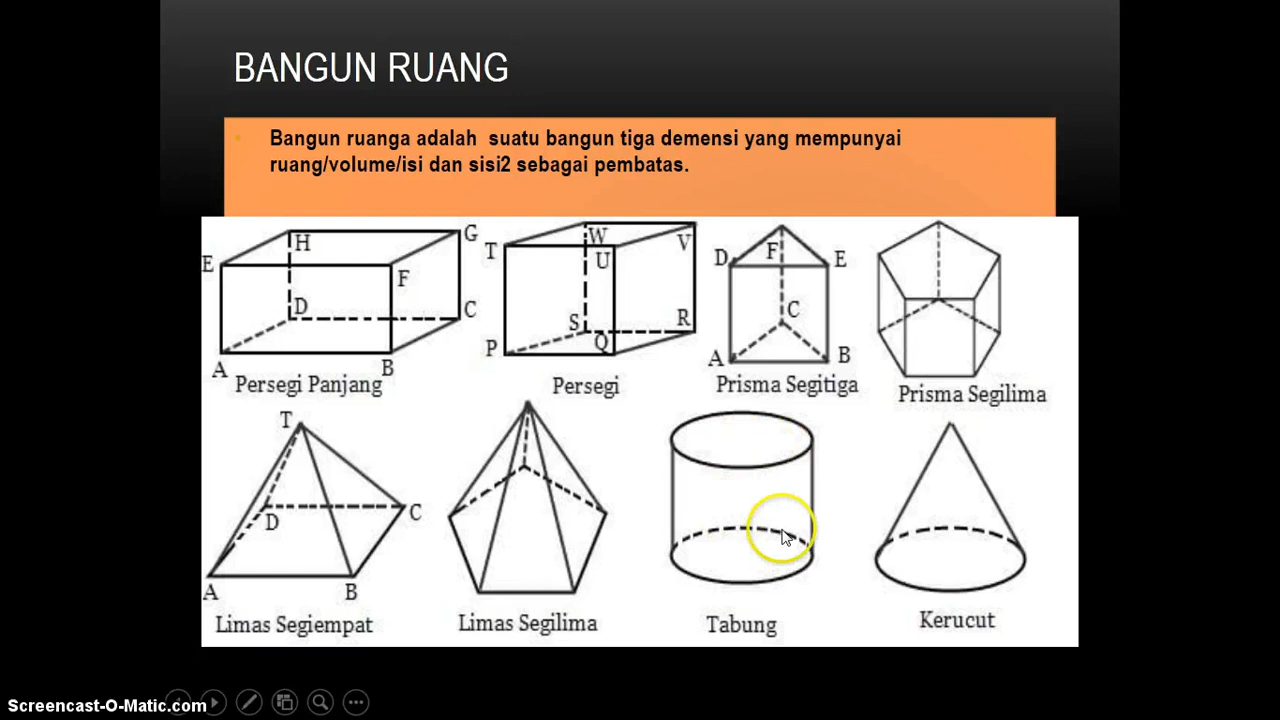 BANGUN RUANG
Bangun ruanga adalah suatu bangun tiga demensi yang mempunyai
ruang/volume/isi dan sisi2 sebagai pembatas.
H G
E F
D C
A B
Persegi Panjang
W V
T U
S R
P Q
Persegi
D F E
C
A B
Prisma Segitiga
Prisma Segilima
T
D C
A B
Limas Segiempat
Limas Segilima
Tabung
Kerucut
Screencast-O-Matic.com